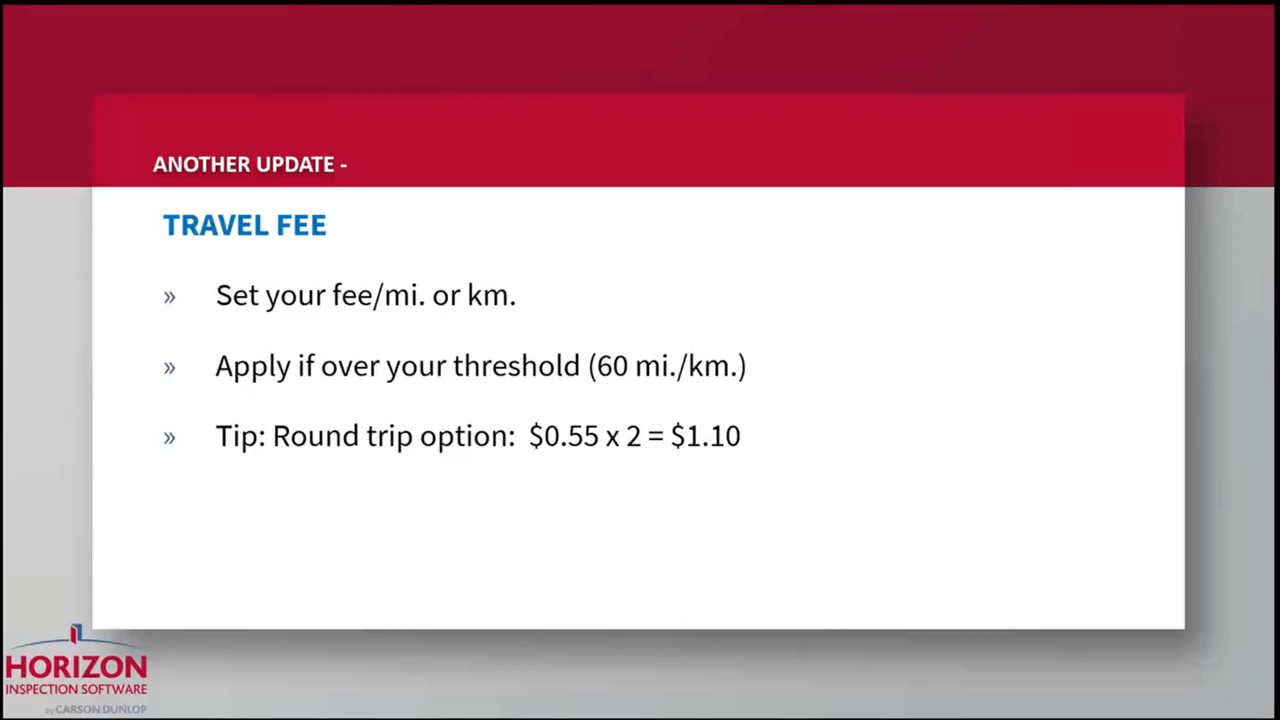 ANOTHER UPDATE -
TRAVEL FEE
» Set your fee/mi. or km.
» Apply if over your threshold (60 mi./km.)
» Tip: Round trip option: $0.55 x 2 = $1.10
HORIZON
INSPECTION SOFTWARE
by CARSON DUNLOP